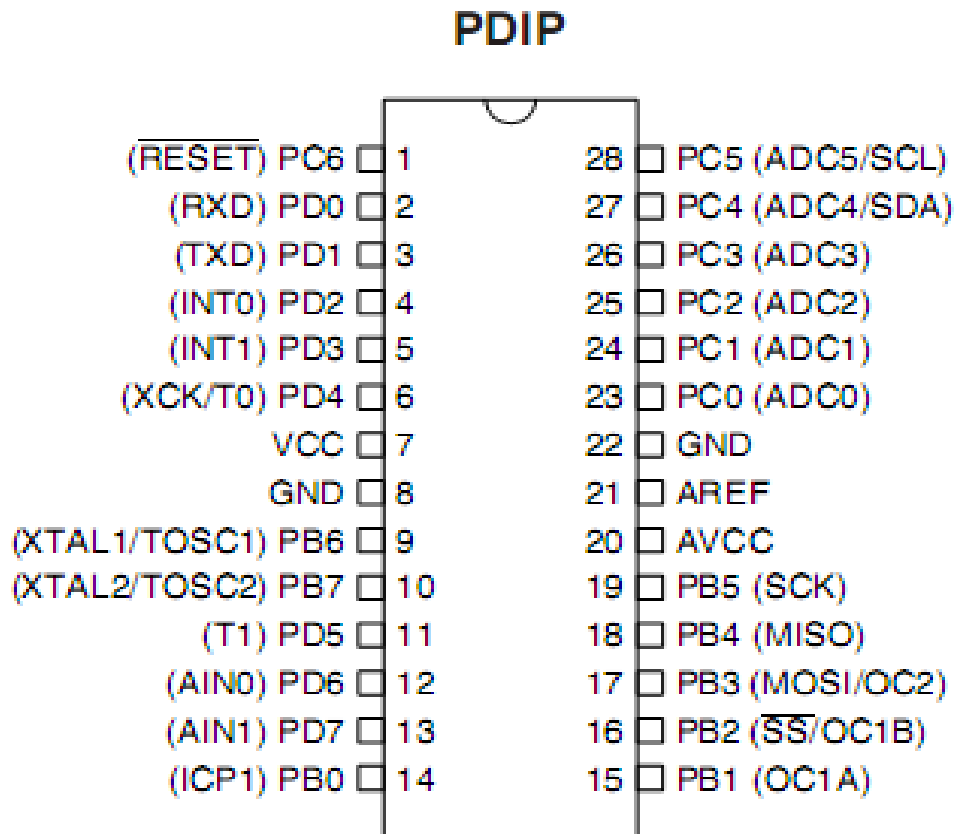 PDIP
(RESET) PC6 1 28 PC5 (ADC5/SCL)
(RXD) PD0 2 27 PC4 (ADC4/SDA)
(TXD) PD1 3 26 PC3 (ADC3)
(INT0) PD2 4 25 PC2 (ADC2)
(INT1) PD3 5 24 PC1 (ADC1)
(XCK/T0) PD4 6 23 PC0 (ADC0)
VCC 7 22 GND
GND 8 21 AREF
(XTAL1/TOSC1) PB6 9 20 AVCC
(XTAL2/TOSC2) PB7 10 19 PB5 (SCK)
(T1) PD5 11 18 PB4 (MISO)
(AIN0) PD6 12 17 PB3 (MOSI/OC2)
(AIN1) PD7 13 16 PB2 (SS/OC1B)
(ICP1) PB0 14 15 PB1 (OC1A)